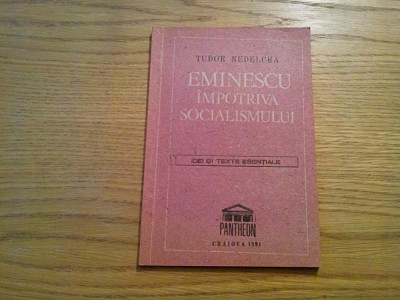 TUDOR NEDELCEA
EMINESCU
ÎMPOTRIVA
SOCIALISMULUI
IDEI ȘI TEXTE ESENȚIALE
PANTHEON
CRAIOVA 1991